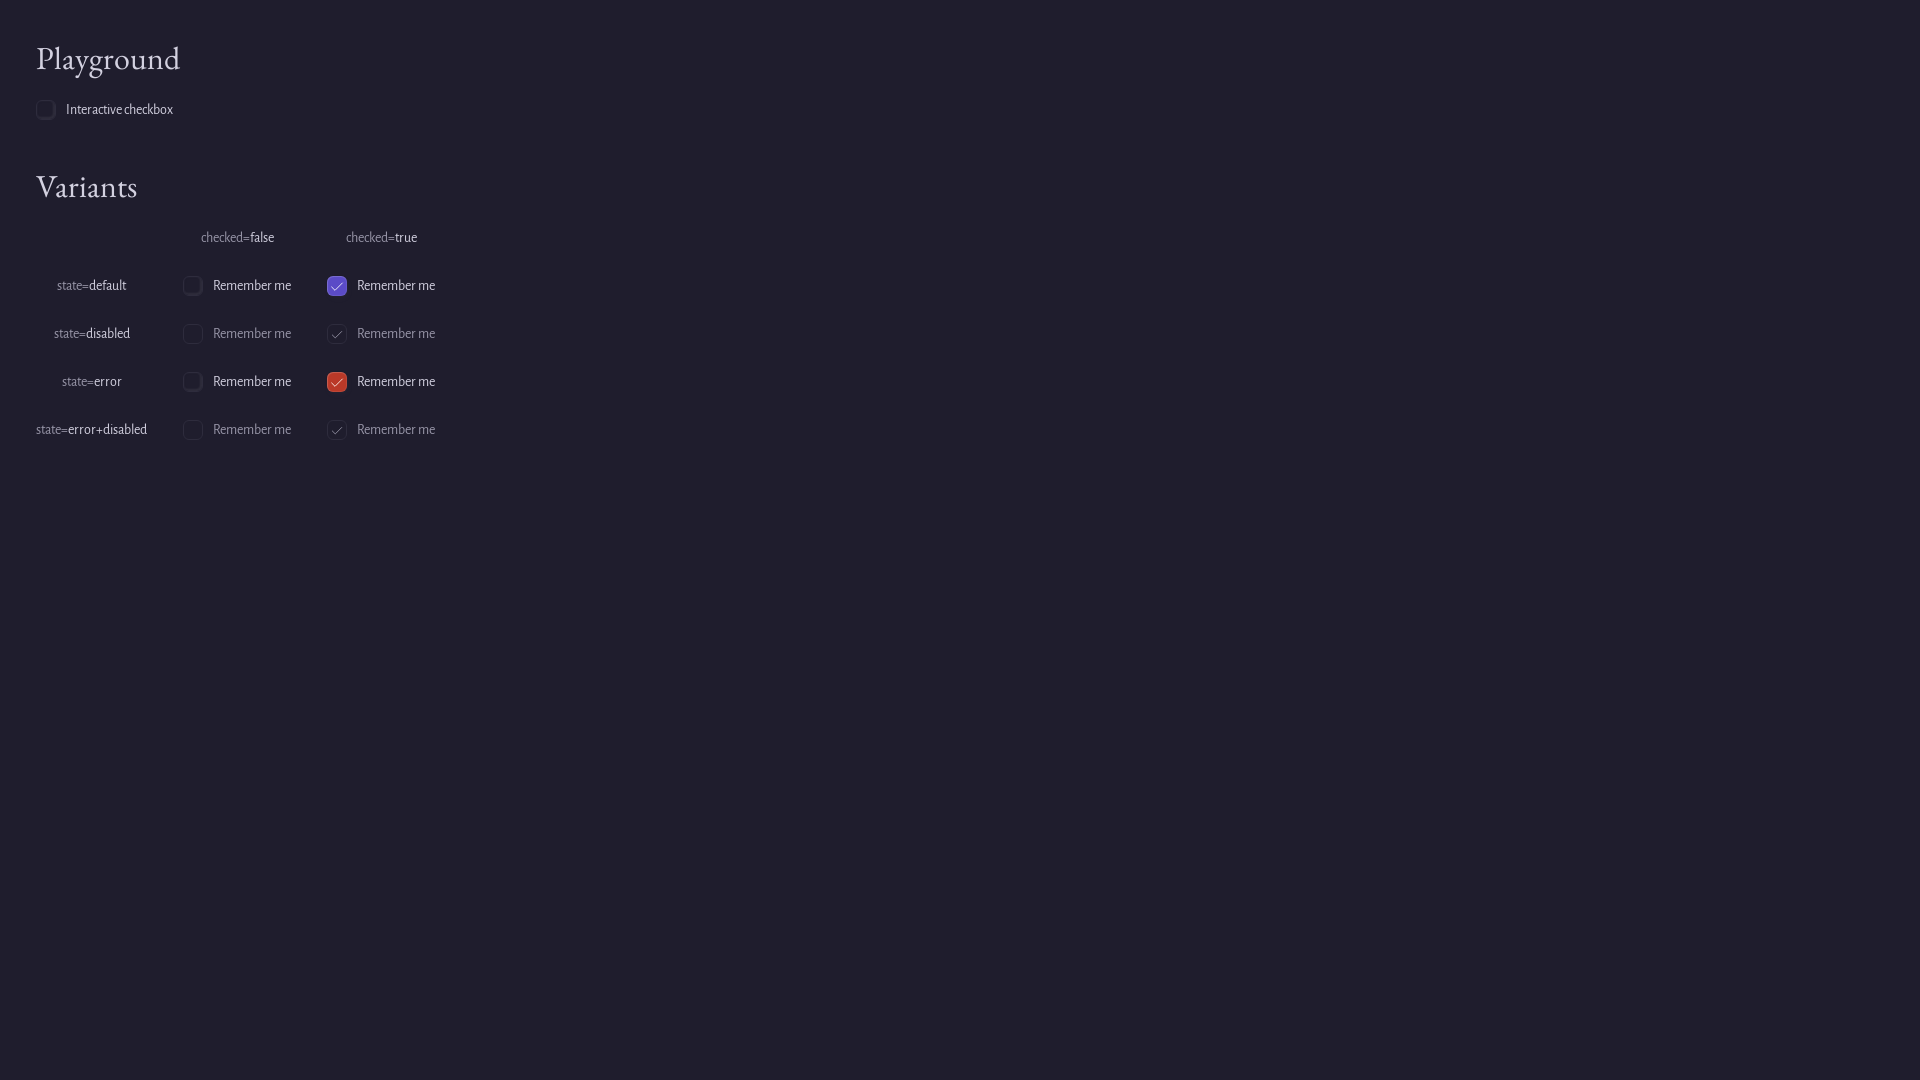 Playground
Interactive checkbox
Variants
checked=false checked=true
state=default Remember me Remember me
state=disabled Remember me Remember me
state=error Remember me Remember me
state=error+disabled Remember me Remember me